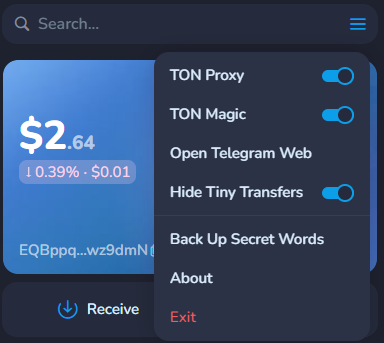 Search...
TON Proxy
TON Magic
Open Telegram Web
Hide Tiny Transfers
Back Up Secret Words
About
Exit
$2.64
↓ 0.39% · $0.01
EQBppq...wz9dmN
Receive